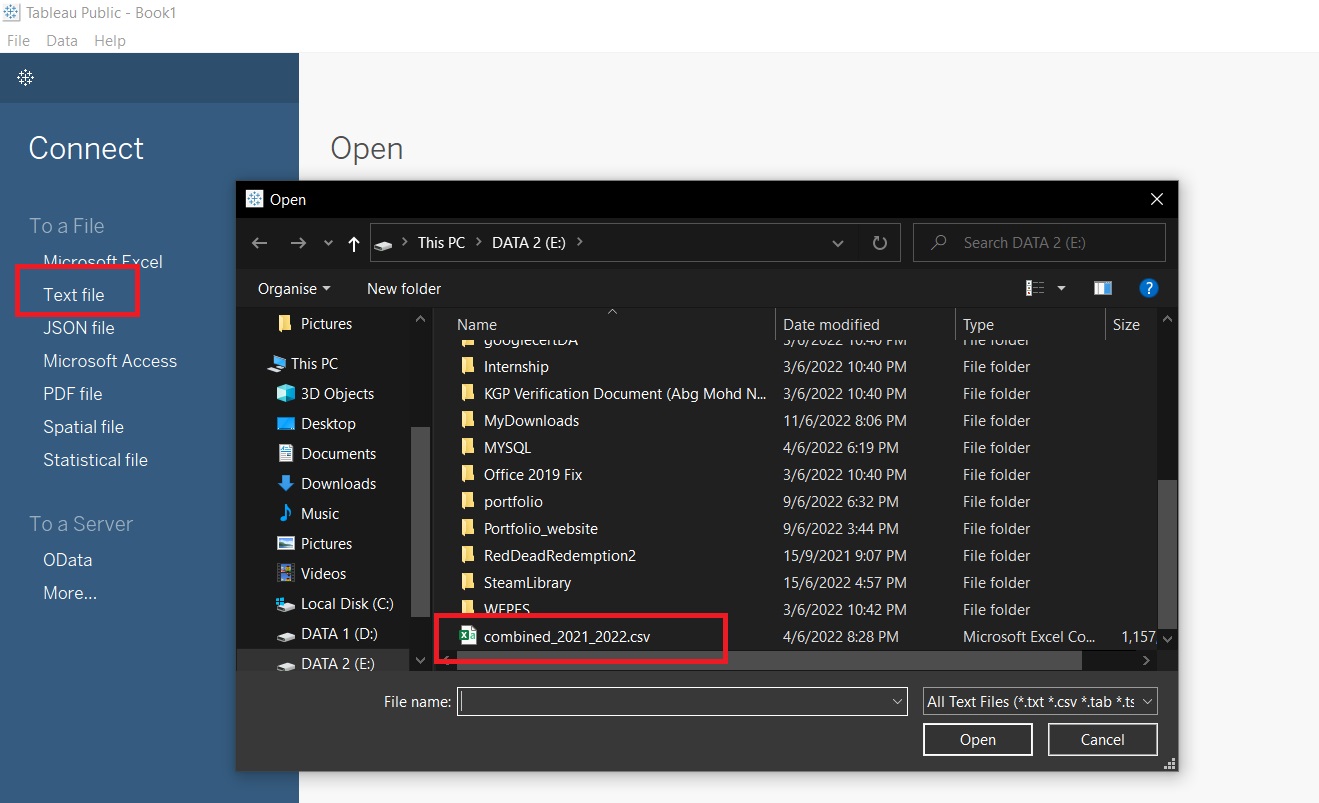 Tableau Public - Book1
File Data Help
Connect
Open
To a File
Microsoft Excel
Text file
JSON file
Microsoft Access
PDF file
Spatial file
Statistical file
To a Server
OData
More...
Open
This PC > DATA 2 (E:) >
Search DATA 2 (E:)
Organise New folder
?
Pictures
This PC
3D Objects
Desktop
Documents
Downloads
Music
Pictures
Videos
Local Disk (C:)
DATA 1 (D:)
DATA 2 (E:)
Name Date modified Type Size
googlecertDA 3/6/2022 10:40 PM File folder
Internship 3/6/2022 10:40 PM File folder
KGP Verification Document (Abg Mohd N... 3/6/2022 10:40 PM File folder
MyDownloads 11/6/2022 8:06 PM File folder
MYSQL 4/6/2022 6:19 PM File folder
Office 2019 Fix 3/6/2022 10:40 PM File folder
portfolio 9/6/2022 6:32 PM File folder
Portfolio_website 9/6/2022 3:44 PM File folder
RedDeadRedemption2 15/9/2021 9:07 PM File folder
SteamLibrary 15/6/2022 4:57 PM File folder
WEPES 3/6/2022 10:42 PM File folder
combined_2021_2022.csv 4/6/2022 8:28 PM Microsoft Excel Co... 1,157,
File name:
All Text Files (*.txt *.csv *.tab *.ts
Open Cancel